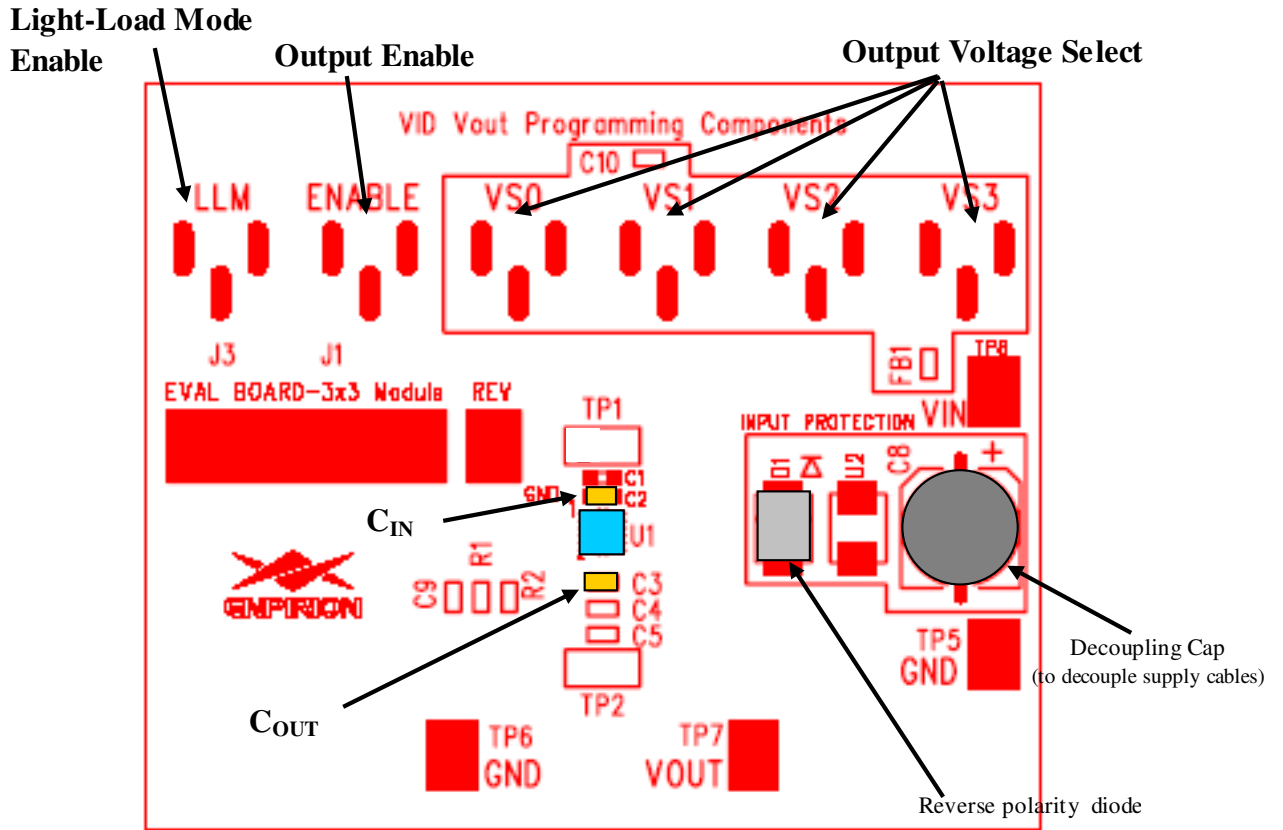 Light-Load Mode
Enable
Output Enable
Output Voltage Select
VID Vout Programming Components
C10
LLM
ENABLE
VS0
VS1
VS2
VS3
J3
J1
FB1
TP8
EVAL BOARD-3x3 Module
REV
TP1
VIN
INPUT PROTECTION
C1
GND
C2
1
D1
U2
C8
+
CIN
U1
C9
R1
R2
C3
C4
C5
ENPIRION
TP2
TP5
GND
Decoupling Cap
(to decouple supply cables)
COUT
TP6
GND
TP7
VOUT
Reverse polarity diode